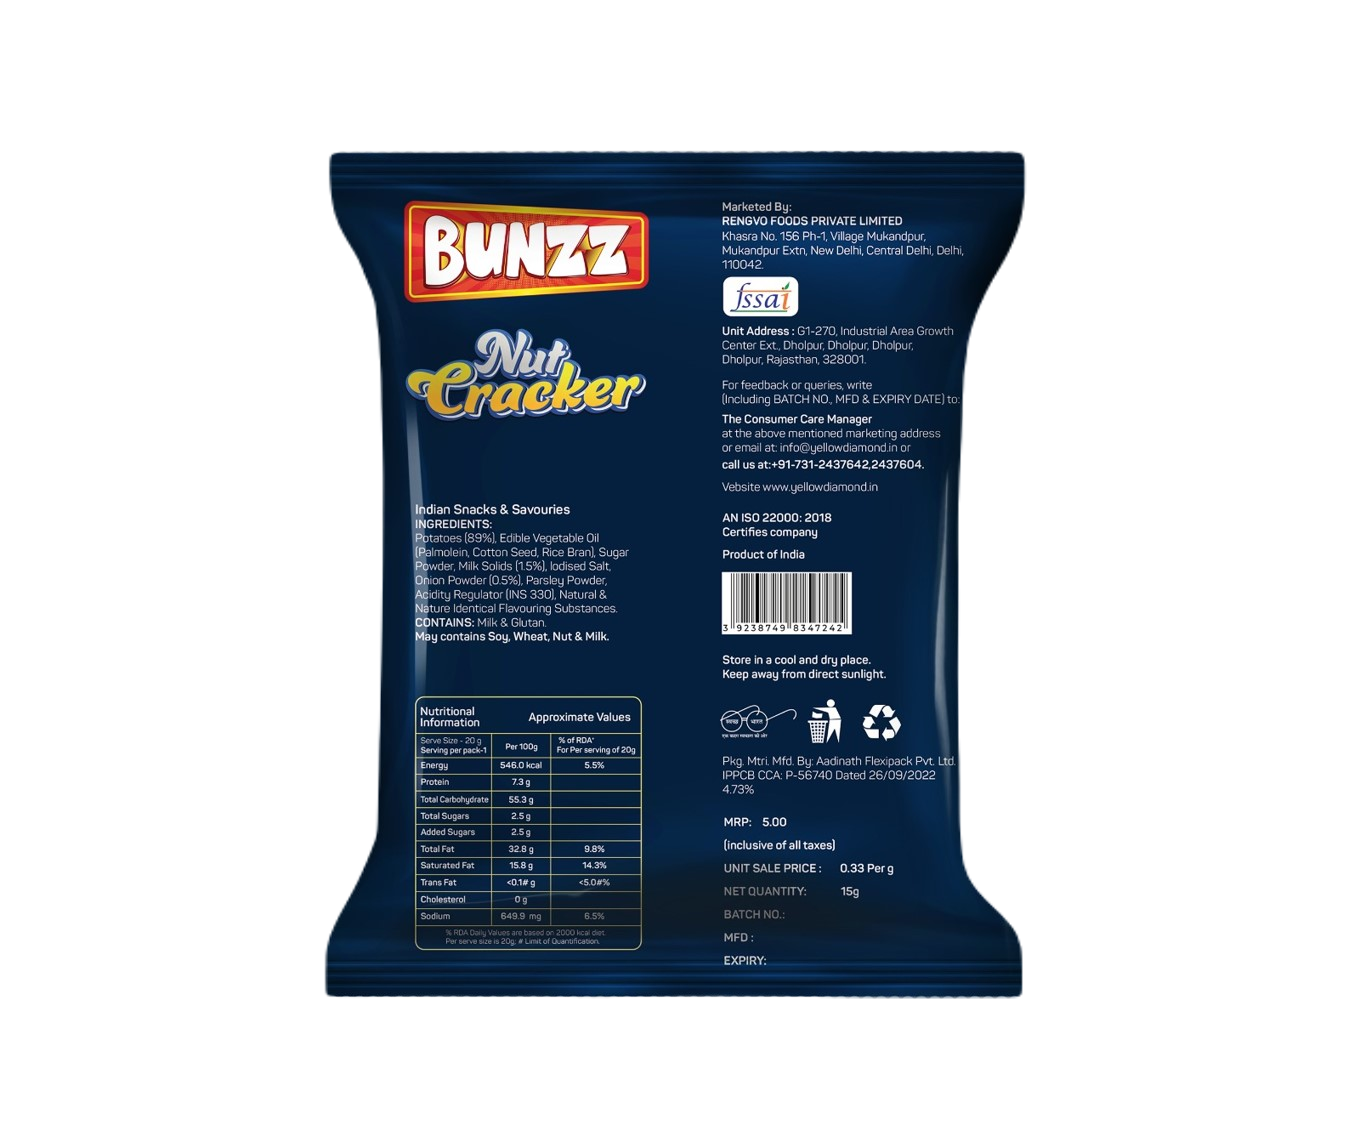 BUNZZ
Nut
Cracker
Indian Snacks & Savouries
INGREDIENTS:
Potatoes (89%), Edible Vegetable Oil
(Palmolein, Cotton Seed, Rice Bran), Sugar
Powder, Milk Solids (1.5%), Iodised Salt,
Onion Powder (0.5%), Parsley Powder,
Acidity Regulator (INS 330), Natural &
Nature Identical Flavouring Substances.
CONTAINS: Milk & Glutan.
May contains Soy, Wheat, Nut & Milk.
Nutritional Information Approximate Values
Serve Size - 20 g Serving per pack-1 Per 100g % of RDA* For Per serving of 20g
Energy 546.0 kcal 5.5%
Protein 7.3 g
Total Carbohydrate 55.3 g
Total Sugars 2.5 g
Added Sugars 2.5 g
Total Fat 32.8 g 9.8%
Saturated Fat 15.8 g 14.3%
Trans Fat <0.1# g <5.0#%
Cholesterol 0 g
Sodium 649.9 mg 6.5%
% RDA Daily Values are based on 2000 kcal diet.
Per serve size is 20g; # Limit of Quantification.
Marketed By:
RENGVO FOODS PRIVATE LIMITED
Khasra No. 156 Ph-1, Village Mukandpur,
Mukandpur Extn, New Delhi, Central Delhi, Delhi,
110042.
fssai
Unit Address : G1-270, Industrial Area Growth
Center Ext., Dholpur, Dholpur, Dholpur,
Dholpur, Rajasthan, 328001.
For feedback or queries, write
(Including BATCH NO., MFD & EXPIRY DATE) to:
The Consumer Care Manager
at the above mentioned marketing address
or email at: info@yellowdiamond.in or
call us at:+91-731-2437642,2437604.
Vebsite www.yellowdiamond.in
AN ISO 22000: 2018
Certifies company
Product of India
3 9238749 8347242
Store in a cool and dry place.
Keep away from direct sunlight.
स्वच्छ भारत
एक कदम स्वच्छता की ओर
Pkg. Mtri. Mfd. By: Aadinath Flexipack Pvt. Ltd.
IPPCB CCA: P-56740 Dated 26/09/2022
4.73%
MRP: 5.00
(inclusive of all taxes)
UNIT SALE PRICE : 0.33 Per g
NET QUANTITY: 15g
BATCH NO.:
MFD :
EXPIRY: